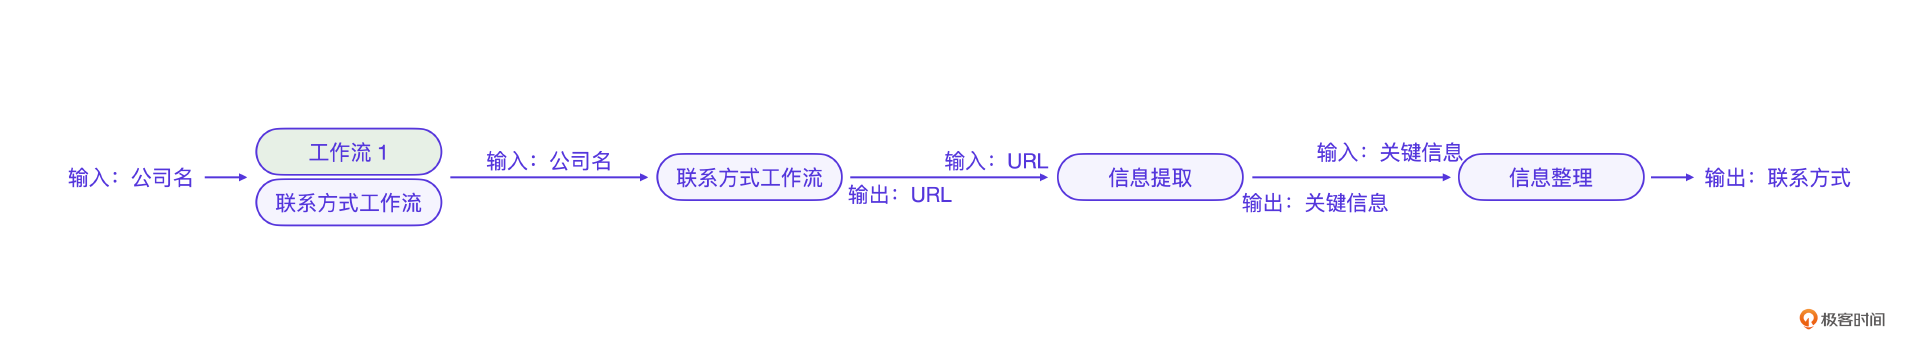 输入：公司名
工作流 1
联系方式工作流
输入：公司名
联系方式工作流
输入：URL
输出：URL
信息提取
输入：关键信息
输出：关键信息
信息整理
输出：联系方式
极客时间